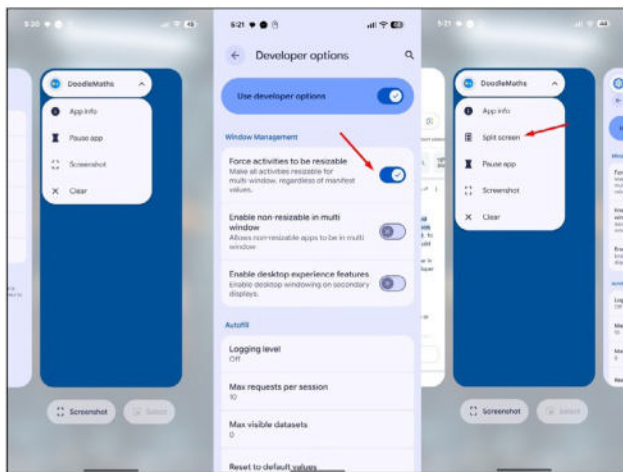 5:20
DoodleMaths
App info
Pause app
Screenshot
Clear
Screenshot
Select
5:21
Developer options
Use developer options
Window Management
Force activities to be resizable
Make all activities resizable for
multi-window, regardless of manifest
values.
Enable non-resizable in multi
window
Allows non-resizable apps to be in multi
window
Enable desktop experience features
Enable desktop windowing on secondary
displays.
Autofill
Logging level
Off
Max requests per session
10
Max visible datasets
0
Reset to default values
5:21
DoodleMaths
App info
Split screen
Pause app
Screenshot
Clear
Screenshot